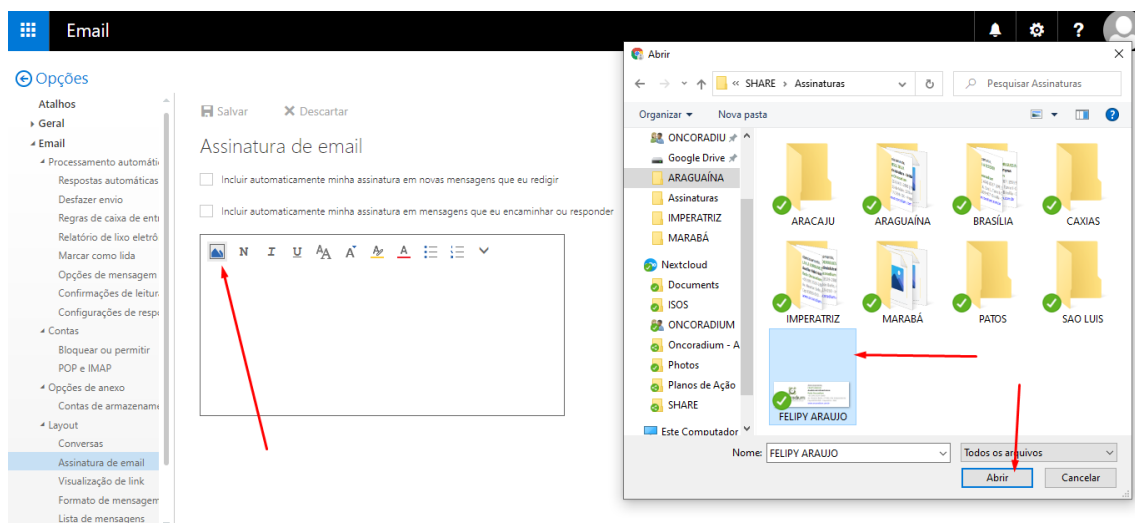 Email
Opções
Atalhos
Geral
Email
Processamento automáti
Respostas automáticas
Desfazer envio
Regras de caixa de entr
Relatório de lixo eletrô
Marcar como lida
Opções de mensagem
Confirmações de leitura
Configurações de respo
Contas
Bloquear ou permitir
POP e IMAP
Opções de anexo
Contas de armazename
Layout
Conversas
Assinatura de email
Visualização de link
Formato de mensagem
Lista de mensagens
Salvar Descartar
Assinatura de email
Incluir automaticamente minha assinatura em novas mensagens que eu redigir
Incluir automaticamente minha assinatura em mensagens que eu encaminhar ou responder
N I U AA A A A
?
Abrir
« SHARE › Assinaturas
Pesquisar Assinaturas
Organizar Nova pasta
ONCORADIU
Google Drive
ARAGUAÍNA
Assinaturas
IMPERATRIZ
MARABÁ
Nextcloud
Documents
ISOS
ONCORADIUM
Oncoradium - A
Photos
Planos de Ação
SHARE
Este Computador
ARACAJU ARAGUAÍNA BRASÍLIA CAXIAS
IMPERATRIZ MARABÁ PATOS SAO LUIS
FELIPY ARAUJO
Nome: FELIPY ARAUJO Todos os arquivos
Abrir Cancelar